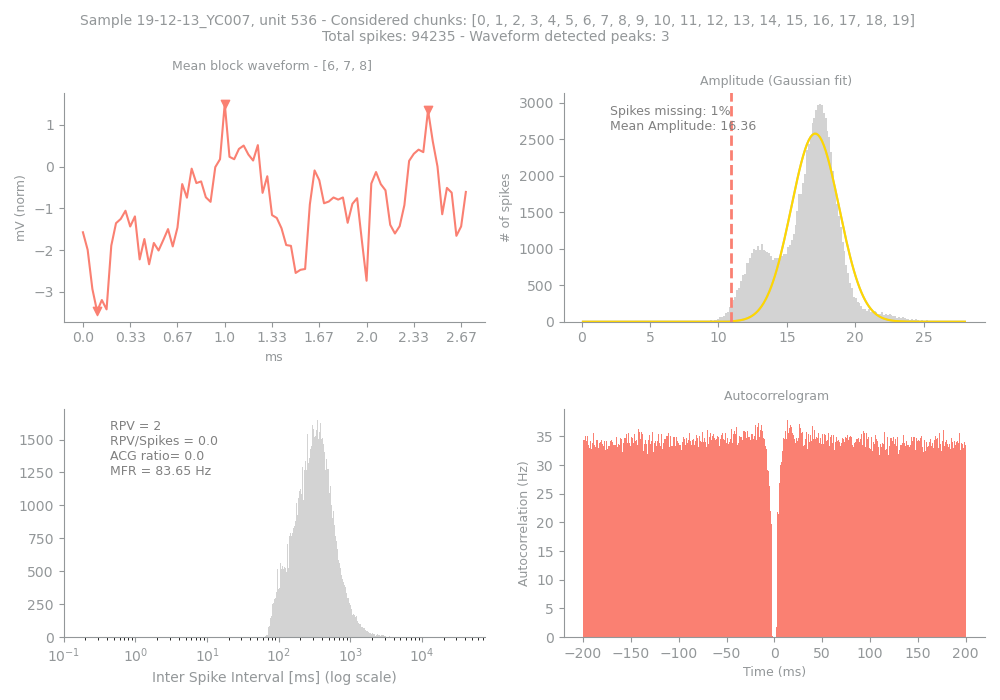 Sample 19-12-13_YC007, unit 536 - Considered chunks: [0, 1, 2, 3, 4, 5, 6, 7, 8, 9, 10, 11, 12, 13, 14, 15, 16, 17, 18, 19]
Total spikes: 94235 - Waveform detected peaks: 3
Mean block waveform - [6, 7, 8]
mV (norm)
1
0
−1
−2
−3
0.0 0.33 0.67 1.0 1.33 1.67 2.0 2.33 2.67
ms
Amplitude (Gaussian fit)
Spikes missing: 1%
Mean Amplitude: 16.36
# of spikes
3000
2500
2000
1500
1000
500
0
0 5 10 15 20 25
RPV = 2
RPV/Spikes = 0.0
ACG ratio= 0.0
MFR = 83.65 Hz
1500
1250
1000
750
500
250
0
10⁻¹ 10⁰ 10¹ 10² 10³ 10⁴
Inter Spike Interval [ms] (log scale)
Autocorrelogram
Autocorrelation (Hz)
35
30
25
20
15
10
5
0
−200 −150 −100 −50 0 50 100 150 200
Time (ms)